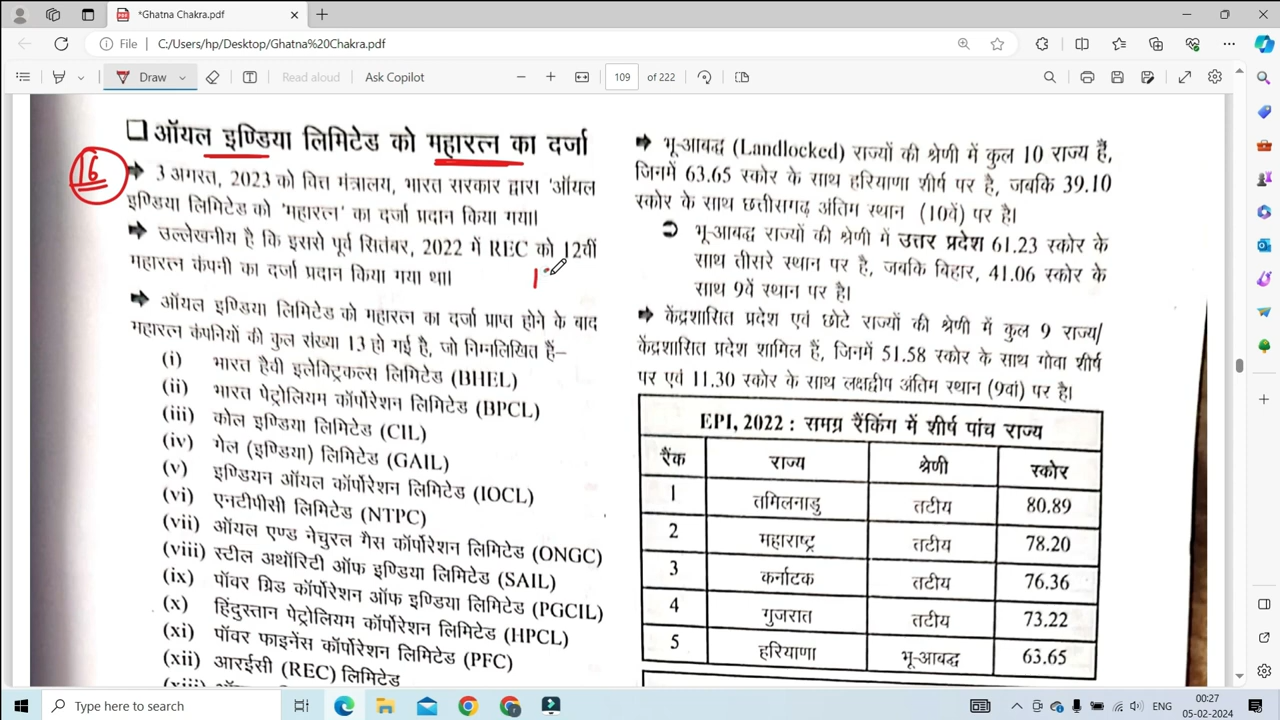 *Ghatna Chakra.pdf
File
C:/Users/hp/Desktop/Ghatna%20Chakra.pdf
Draw
Read aloud
Ask Copilot
109 of 222
ऑयल इण्डिया लिमिटेड को महारत्न का दर्जा
16
3 अगस्त, 2023 को वित्त मंत्रालय, भारत सरकार द्वारा 'ऑयल
इण्डिया लिमिटेड को 'महारत्न' का दर्जा प्रदान किया गया।
उल्लेखनीय है कि इससे पूर्व सितंबर, 2022 में REC को 12वीं
महारत्न कंपनी का दर्जा प्रदान किया गया था।
ऑयल इण्डिया लिमिटेड को महारत्न का दर्जा प्राप्त होने के बाद
महारत्न कंपनियों की कुल संख्या 13 हो गई है, जो निम्नलिखित हैं–
(i) भारत हैवी इलेक्ट्रिकल्स लिमिटेड (BHEL)
(ii) भारत पेट्रोलियम कॉर्पोरेशन लिमिटेड (BPCL)
(iii) कोल इण्डिया लिमिटेड (CIL)
(iv) गेल (इण्डिया) लिमिटेड (GAIL)
(v) इण्डियन ऑयल कॉर्पोरेशन लिमिटेड (IOCL)
(vi) एनटीपीसी लिमिटेड (NTPC)
(vii) ऑयल एण्ड नेचुरल गैस कॉर्पोरेशन लिमिटेड (ONGC)
(viii) स्टील अथॉरिटी ऑफ इण्डिया लिमिटेड (SAIL)
(ix) पॉवर ग्रिड कॉर्पोरेशन ऑफ इण्डिया लिमिटेड (PGCIL)
(x) हिंदुस्तान पेट्रोलियम कॉर्पोरेशन लिमिटेड (HPCL)
(xi) पॉवर फाइनेंस कॉर्पोरेशन लिमिटेड (PFC)
(xii) आरईसी (REC) लिमिटेड
भू-आबद्ध (Landlocked) राज्यों की श्रेणी में कुल 10 राज्य हैं,
जिनमें 63.65 स्कोर के साथ हरियाणा शीर्ष पर है, जबकि 39.10
स्कोर के साथ छत्तीसगढ़ अंतिम स्थान (10वें) पर है।
भू-आबद्ध राज्यों की श्रेणी में उत्तर प्रदेश 61.23 स्कोर के
साथ तीसरे स्थान पर है, जबकि बिहार, 41.06 स्कोर के
साथ 9वें स्थान पर है।
केंद्रशासित प्रदेश एवं छोटे राज्यों की श्रेणी में कुल 9 राज्य/
केंद्रशासित प्रदेश शामिल हैं, जिनमें 51.58 स्कोर के साथ गोवा शीर्ष
पर एवं 11.30 स्कोर के साथ लक्षद्वीप अंतिम स्थान (9वां) पर है।
EPI, 2022 : समग्र रैंकिंग में शीर्ष पांच राज्य
रैंक राज्य श्रेणी स्कोर
1 तमिलनाडु तटीय 80.89
2 महाराष्ट्र तटीय 78.20
3 कर्नाटक तटीय 76.36
4 गुजरात तटीय 73.22
5 हरियाणा भू-आबद्ध 63.65
Type here to search
ENG
00:27
05-02-2024